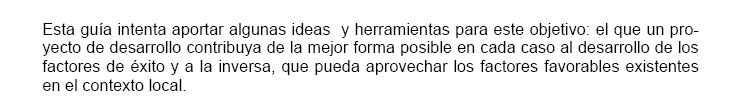 Esta guía intenta aportar algunas ideas  y herramientas para este objetivo: el que un pro-
yecto de desarrollo contribuya de la mejor forma posible en cada caso al desarrollo de los
factores de éxito y a la inversa, que pueda aprovechar los factores favorables existentes
en el contexto local.